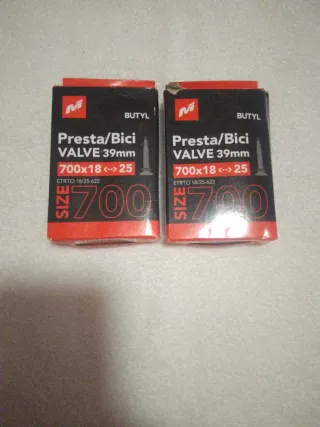 BUTYL
Presta/Bici
VALVE 39mm
700x18 <··> 25
ETRTO 18/25-622
SIZE 700
BUTYL
Presta/Bici
VALVE 39mm
700x18 <··> 25
ETRTO 18/25-622
SIZE 700